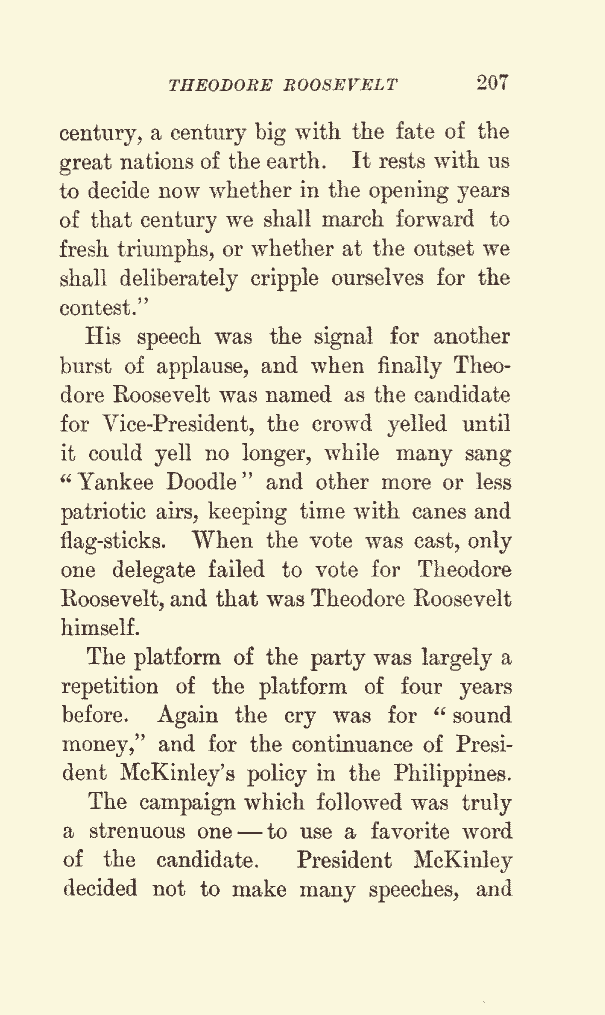 THEODORE ROOSEVELT 207
century, a century big with the fate of the
great nations of the earth. It rests with us
to decide now whether in the opening years
of that century we shall march forward to
fresh triumphs, or whether at the outset we
shall deliberately cripple ourselves for the
contest.”
His speech was the signal for another
burst of applause, and when finally Theo-
dore Roosevelt was named as the candidate
for Vice-President, the crowd yelled until
it could yell no longer, while many sang
“Yankee Doodle” and other more or less
patriotic airs, keeping time with canes and
flag-sticks. When the vote was cast, only
one delegate failed to vote for Theodore
Roosevelt, and that was Theodore Roosevelt
himself.
The platform of the party was largely a
repetition of the platform of four years
before. Again the cry was for “sound
money,” and for the continuance of Presi-
dent McKinley’s policy in the Philippines.
The campaign which followed was truly
a strenuous one — to use a favorite word
of the candidate. President McKinley
decided not to make many speeches, and